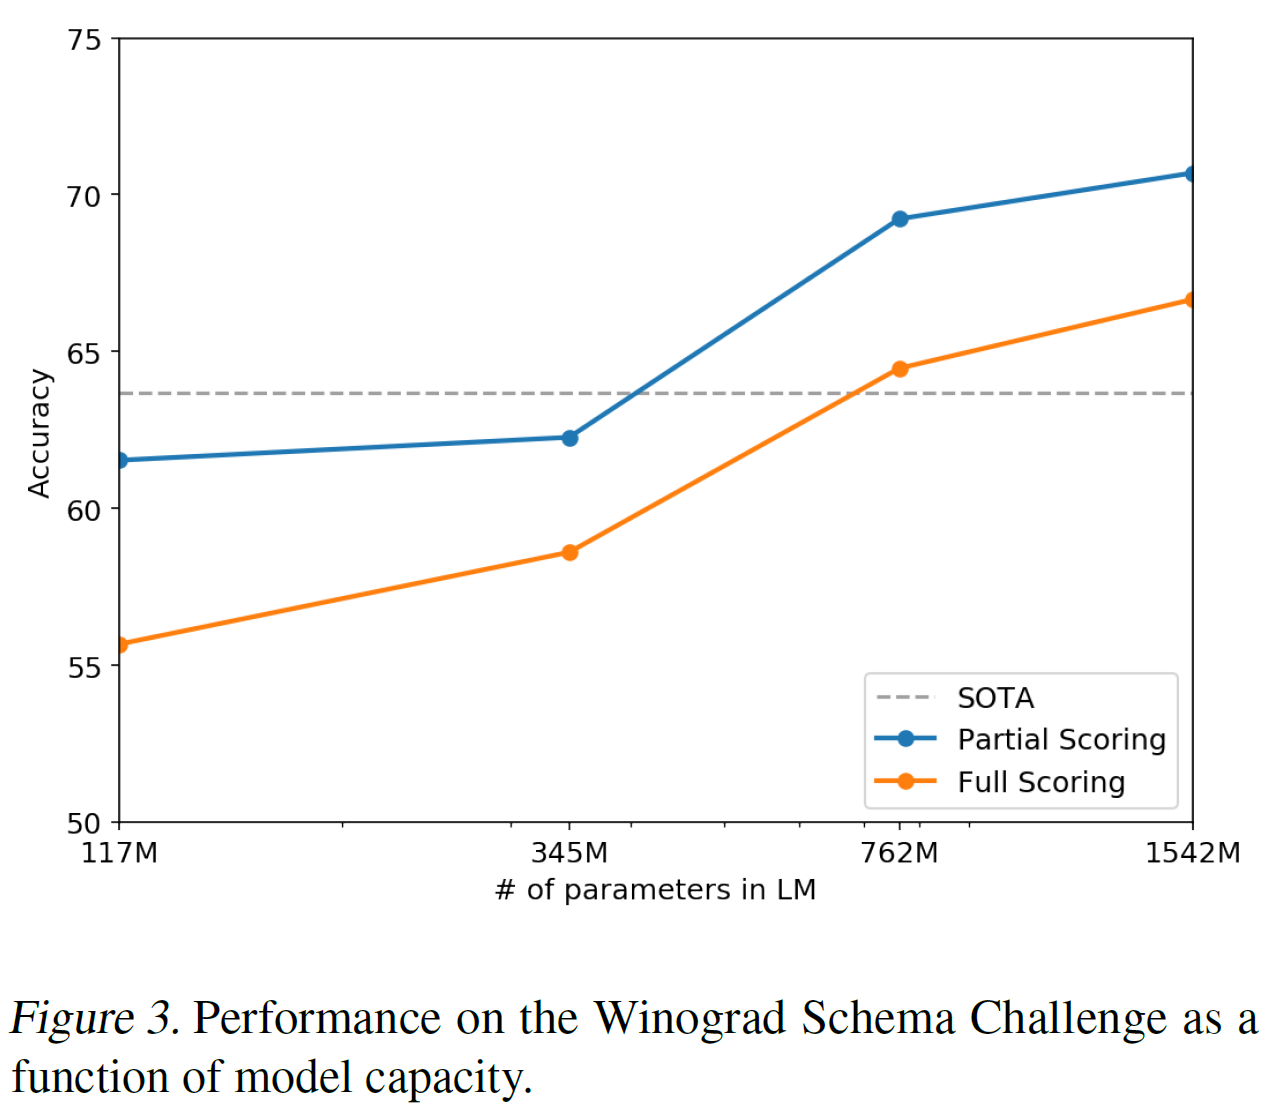 75
70
65
60
55
50
Accuracy
117M 345M 762M 1542M
# of parameters in LM
SOTA
Partial Scoring
Full Scoring
Figure 3. Performance on the Winograd Schema Challenge as a
function of model capacity.